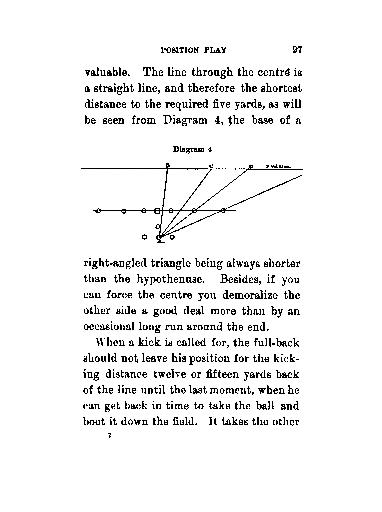 POSITION PLAY 97
valuable. The line through the centre is
a straight line, and therefore the shortest
distance to the required five yards, as will
be seen from Diagram 4, the base of a
Diagram 4
B C D
right-angled triangle being always shorter
than the hypothenuse. Besides, if you
can force the centre you demoralize the
other side a good deal more than by an
occasional long run around the end.
When a kick is called for, the full-back
should not leave his position for the kick-
ing distance twelve or fifteen yards back
of the line until the last moment, when he
can get back in time to take the ball and
boot it down the field. It takes the other
7